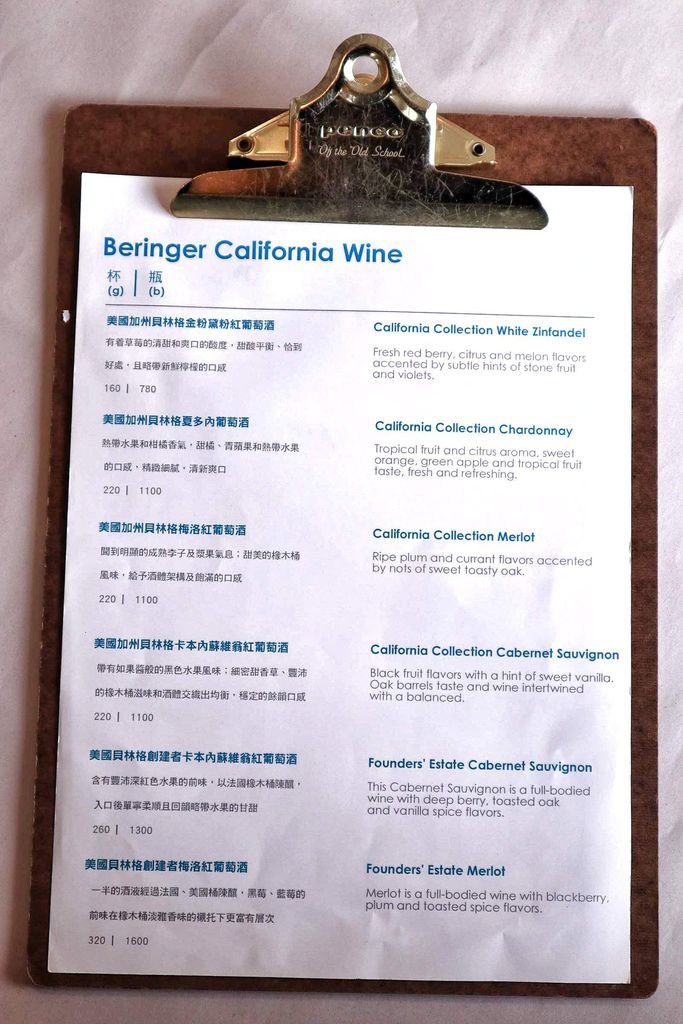 penco
Off the Old School
Beringer California Wine
杯 | 瓶
(g) | (b)
美國加州貝林格金粉黛粉紅葡萄酒
有着草莓的清甜和爽口的酸度，甜酸平衡、恰到
好處，且略帶新鮮檸檬的口感
160 | 780
California Collection White Zinfandel
Fresh red berry, citrus and melon flavors
accented by subtle hints of stone fruit
and violets.
美國加州貝林格夏多內葡萄酒
熱帶水果和柑橘香氣，甜橘、青蘋果和熱帶水果
的口感，精緻細膩，清新爽口
220 | 1100
California Collection Chardonnay
Tropical fruit and citrus aroma, sweet
orange, green apple and tropical fruit
taste, fresh and refreshing.
美國加州貝林格梅洛紅葡萄酒
聞到明顯的成熟李子及漿果氣息；甜美的橡木桶
風味，給予酒體架構及飽滿的口感
220 | 1100
California Collection Merlot
Ripe plum and currant flavors accented
by nots of sweet toasty oak.
美國加州貝林格卡本內蘇維翁紅葡萄酒
帶有如果醬般的黑色水果風味；細密甜香草、豐沛
的橡木桶滋味和酒體交織出均衡，穩定的餘韻口感
220 | 1100
California Collection Cabernet Sauvignon
Black fruit flavors with a hint of sweet vanilla.
Oak barrels taste and wine intertwined
with a balanced.
美國貝林格創建者卡本內蘇維翁紅葡萄酒
含有豐沛深紅色水果的前味，以法國橡木桶陳釀，
入口後單寧柔順且回韻略帶水果的甘甜
260 | 1300
Founders' Estate Cabernet Sauvignon
This Cabernet Sauvignon is a full-bodied
wine with deep berry, toasted oak
and vanilla spice flavors.
美國貝林格創建者梅洛紅葡萄酒
一半的酒液經過法國、美國桶陳釀，黑莓、藍莓的
前味在橡木桶淡雅香味的襯托下更富有層次
320 | 1600
Founders' Estate Merlot
Merlot is a full-bodied wine with blackberry,
plum and toasted spice flavors.